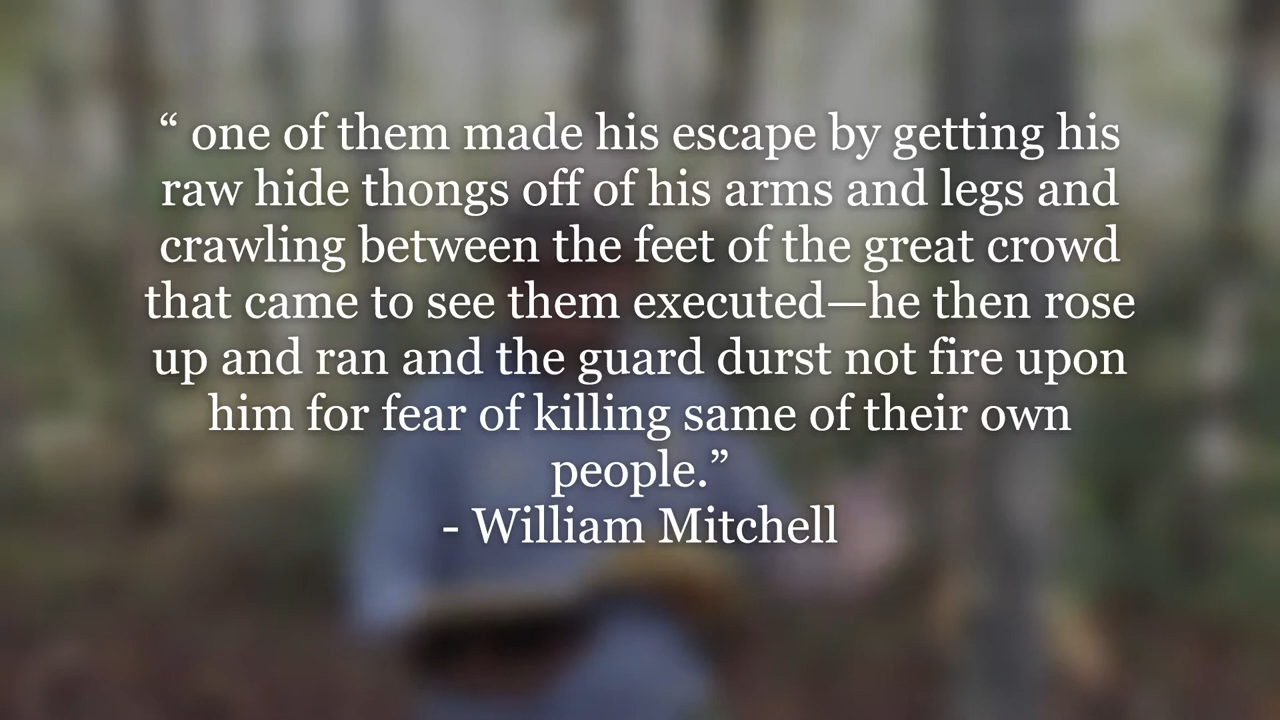 “ one of them made his escape by getting his
raw hide thongs off of his arms and legs and
crawling between the feet of the great crowd
that came to see them executed—he then rose
up and ran and the guard durst not fire upon
him for fear of killing same of their own
people.”
- William Mitchell